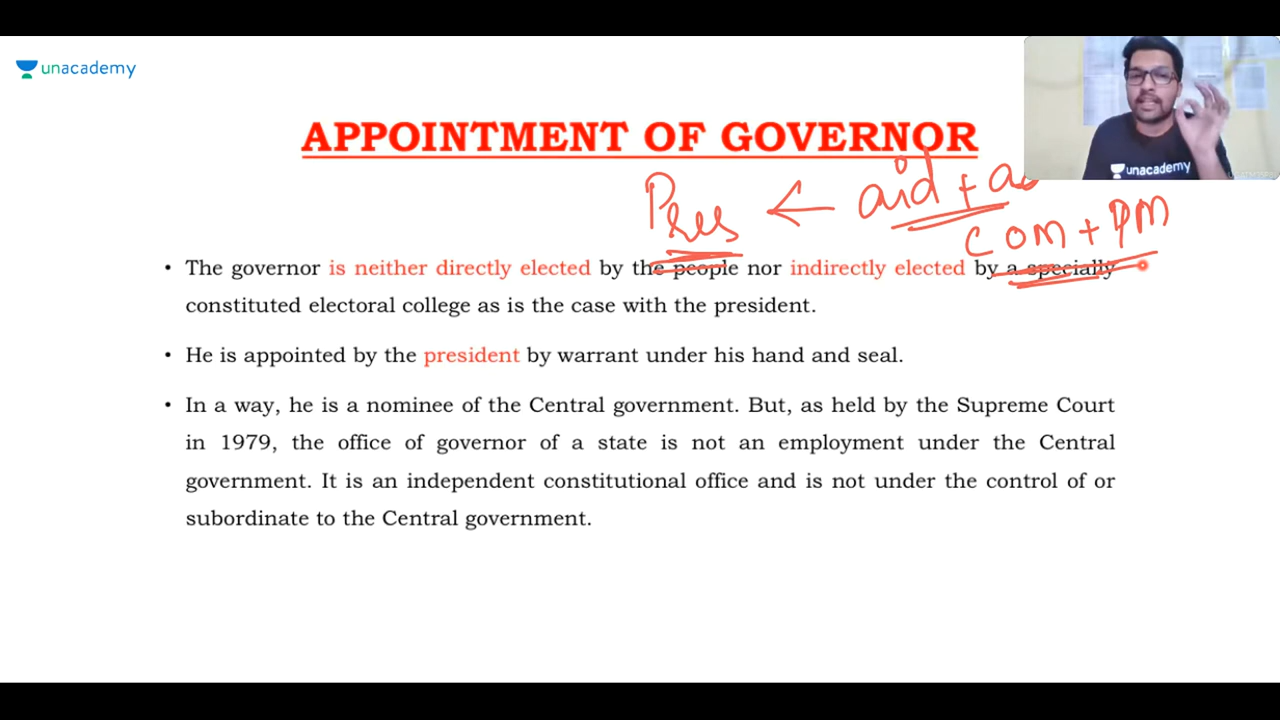 unacademy
unacademy
APPOINTMENT OF GOVERNOR
Pres ← aid +
COM + PM
• The governor is neither directly elected by the people nor indirectly elected by a specially
constituted electoral college as is the case with the president.
• He is appointed by the president by warrant under his hand and seal.
• In a way, he is a nominee of the Central government. But, as held by the Supreme Court
in 1979, the office of governor of a state is not an employment under the Central
government. It is an independent constitutional office and is not under the control of or
subordinate to the Central government.